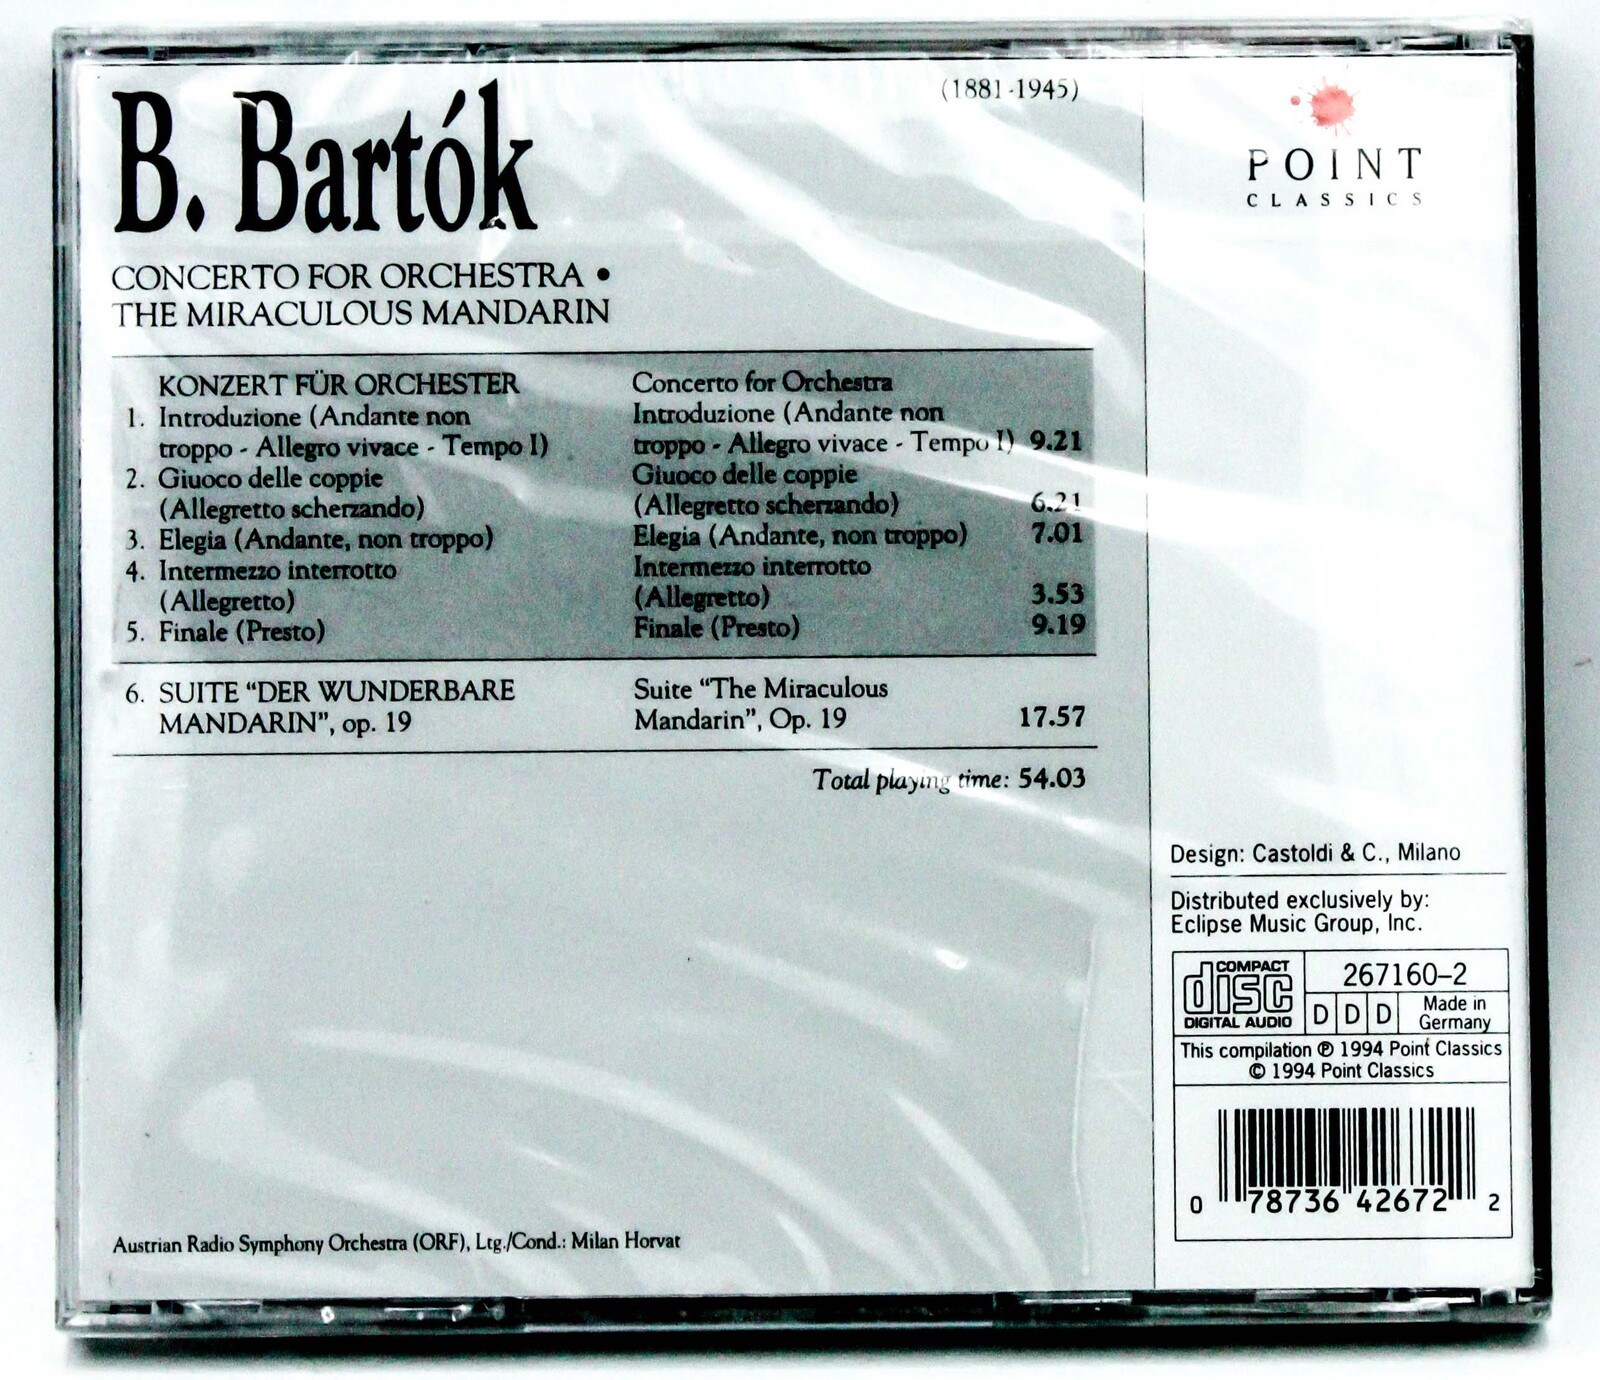 B. Bartók
(1881-1945)
CONCERTO FOR ORCHESTRA •
THE MIRACULOUS MANDARIN
KONZERT FÜR ORCHESTER Concerto for Orchestra
1. Introduzione (Andante non Introduzione (Andante non
troppo - Allegro vivace - Tempo I) troppo - Allegro vivace - Tempo I) 9.21
2. Giuoco delle coppie Giuoco delle coppie
(Allegretto scherzando) (Allegretto scherzando) 6.21
3. Elegia (Andante, non troppo) Elegia (Andante, non troppo) 7.01
4. Intermezzo interrotto Intermezzo interrotto
(Allegretto) (Allegretto) 3.53
5. Finale (Presto) Finale (Presto) 9.19
6. SUITE “DER WUNDERBARE Suite “The Miraculous
MANDARIN”, op. 19 Mandarin”, Op. 19 17.57
Total playing time: 54.03
Austrian Radio Symphony Orchestra (ORF), Ltg./Cond.: Milan Horvat
POINT
CLASSICS
Design: Castoldi & C., Milano
Distributed exclusively by:
Eclipse Music Group, Inc.
COMPACT
disc
DIGITAL AUDIO
267160-2
D D D
Made in
Germany
This compilation ℗ 1994 Point Classics
© 1994 Point Classics
0 78736 42672 2